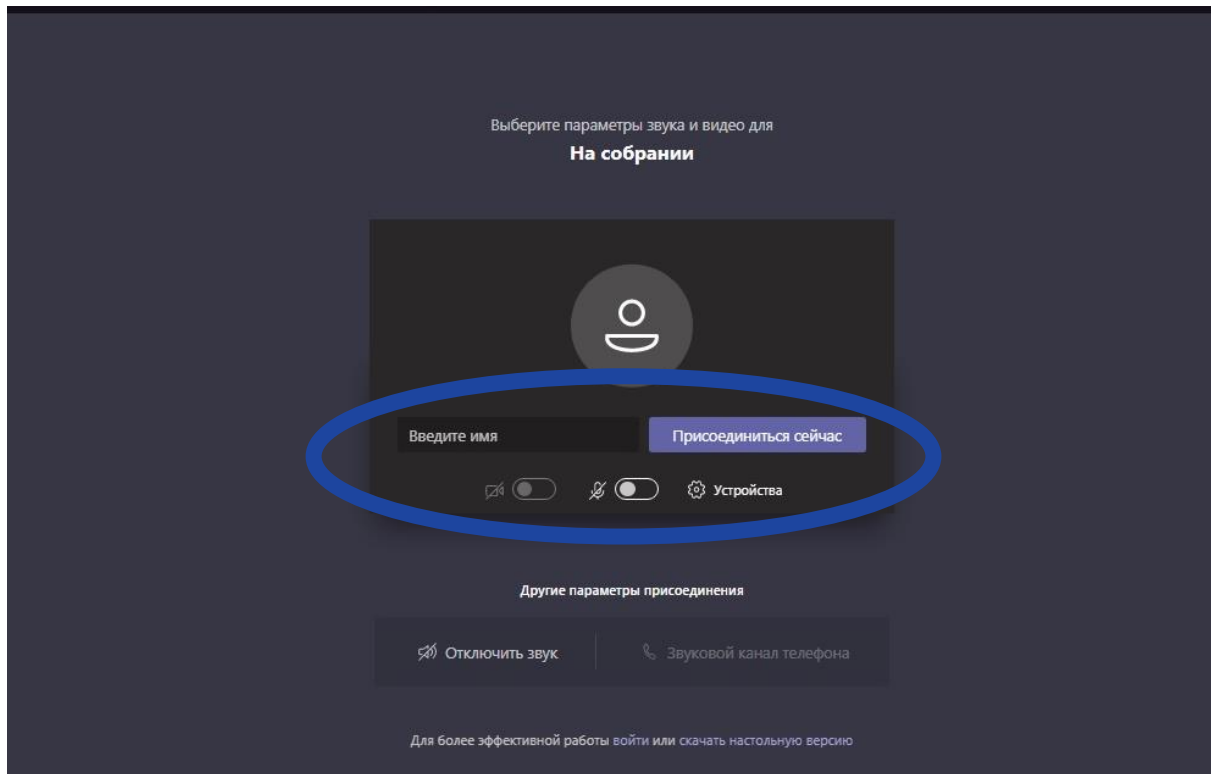 Выберите параметры звука и видео для
На собрании
Введите имя
Присоединиться сейчас
Устройства
Другие параметры присоединения
Отключить звук
Звуковой канал телефона
Для более эффективной работы войти или скачать настольную версию